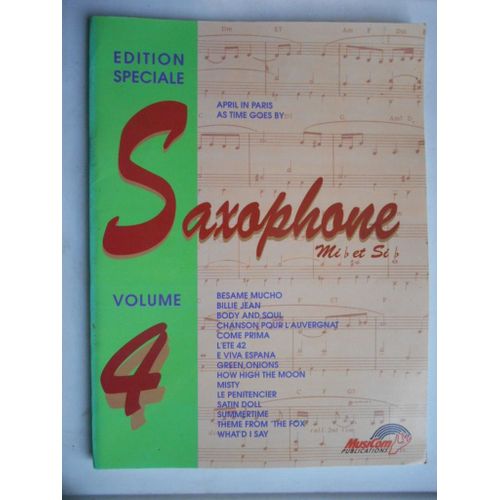 EDITION
SPECIALE
APRIL IN PARIS
AS TIME GOES BY
Saxophone
Mi♭ et Si♭
VOLUME
4
BESAME MUCHO
BILLIE JEAN
BODY AND SOUL
CHANSON POUR L'AUVERGNAT
COME PRIMA
L'ETE 42
E VIVA ESPANA
GREEN ONIONS
HOW HIGH THE MOON
MISTY
LE PENITENCIER
SATIN DOLL
SUMMERTIME
THEME FROM "THE FOX"
WHAT'D I SAY
MusiCom
PUBLICATIONS